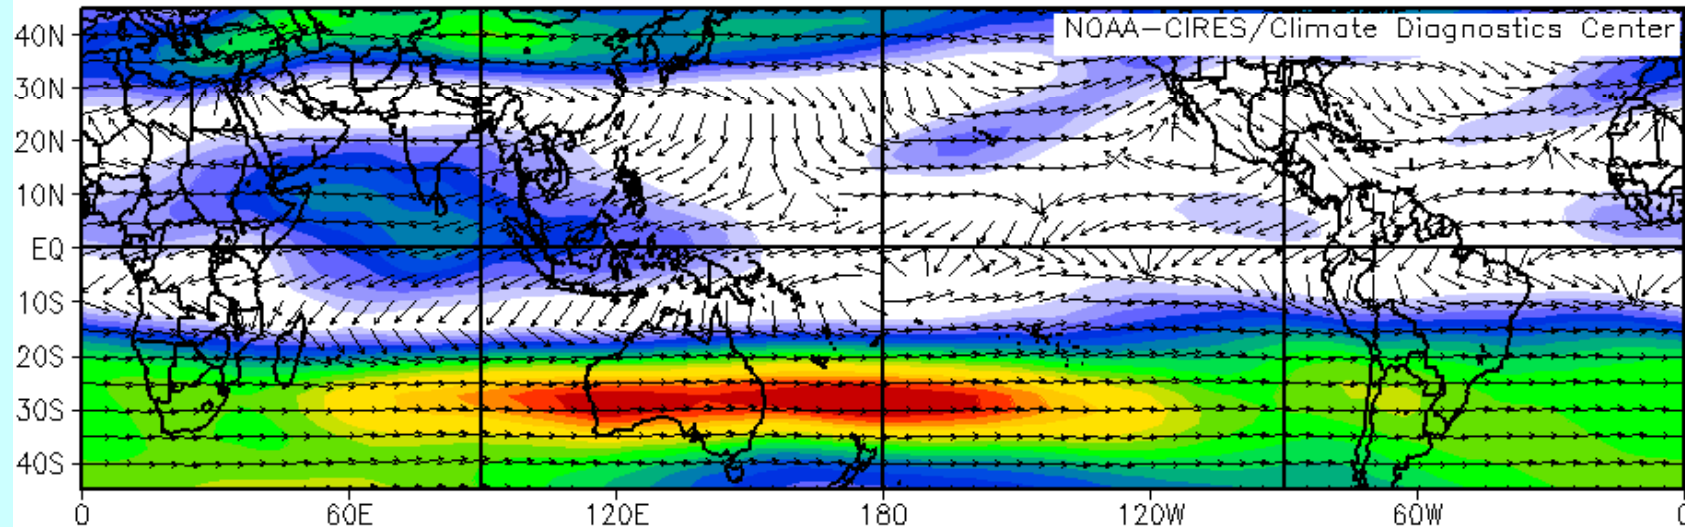 NOAA-CIRES/Climate Diagnostics Center
40N
30N
20N
10N
EQ
10S
20S
30S
40S
0 60E 120E 180 120W 60W 0